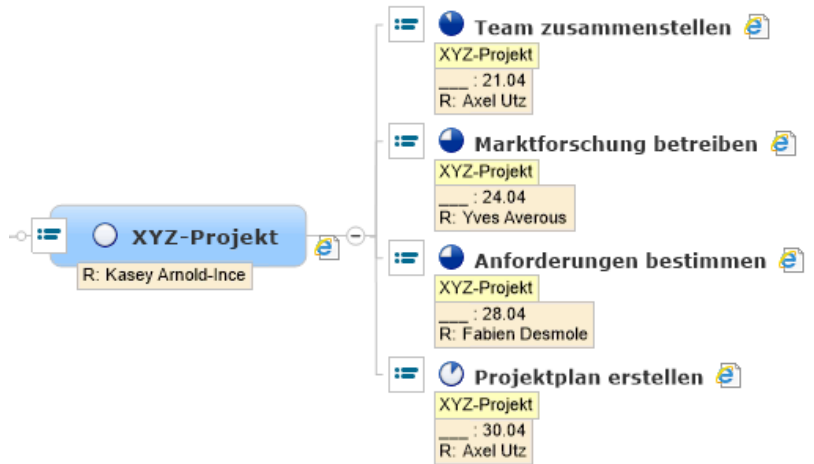 XYZ-Projekt
R: Kasey Arnold-Ince
Team zusammenstellen
XYZ-Projekt
___ : 21.04
R: Axel Utz
Marktforschung betreiben
XYZ-Projekt
___ : 24.04
R: Yves Averous
Anforderungen bestimmen
XYZ-Projekt
___ : 28.04
R: Fabien Desmole
Projektplan erstellen
XYZ-Projekt
___ : 30.04
R: Axel Utz